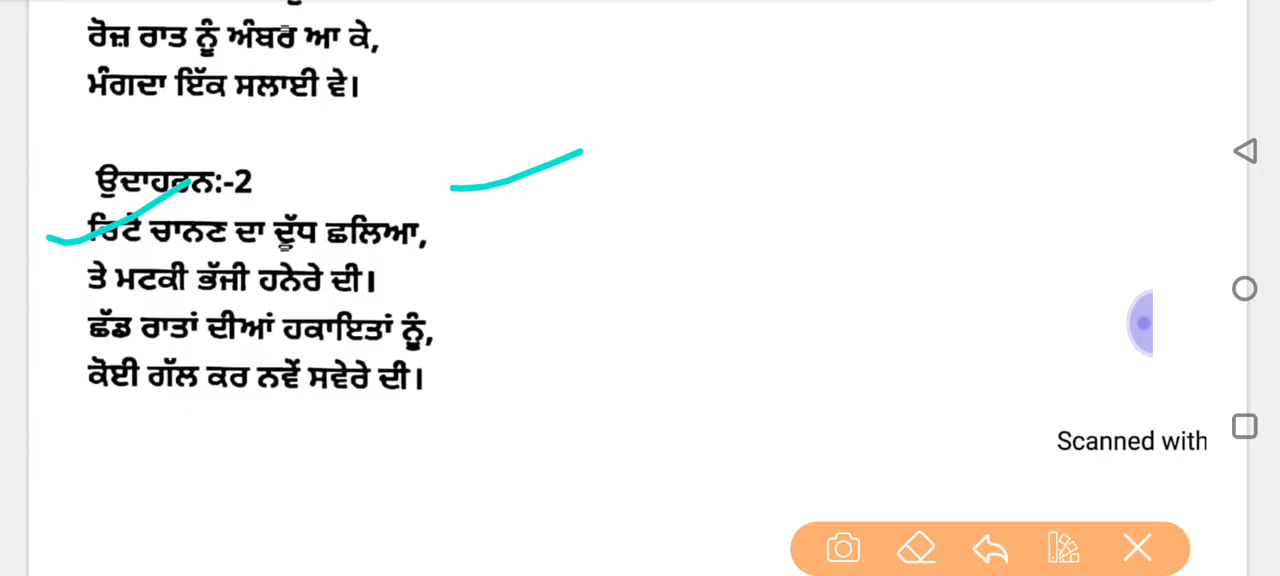 ਰੋਜ਼ ਰਾਤ ਨੂੰ ਅੰਬਰੋਂ ਆ ਕੇ,
ਮੰਗਦਾ ਇੱਕ ਸਲਾਈ ਵੇ।
ਉਦਾਹਰਨ:-2
ਚਿਟੇ ਚਾਨਣ ਦਾ ਦੁੱਧ ਛਲਿਆ,
ਤੇ ਮਟਕੀ ਭੱਜੀ ਹਨੇਰੇ ਦੀ।
ਛੱਡ ਰਾਤਾਂ ਦੀਆਂ ਹਕਾਇਤਾਂ ਨੂੰ,
ਕੋਈ ਗੱਲ ਕਰ ਨਵੇਂ ਸਵੇਰੇ ਦੀ।
Scanned with